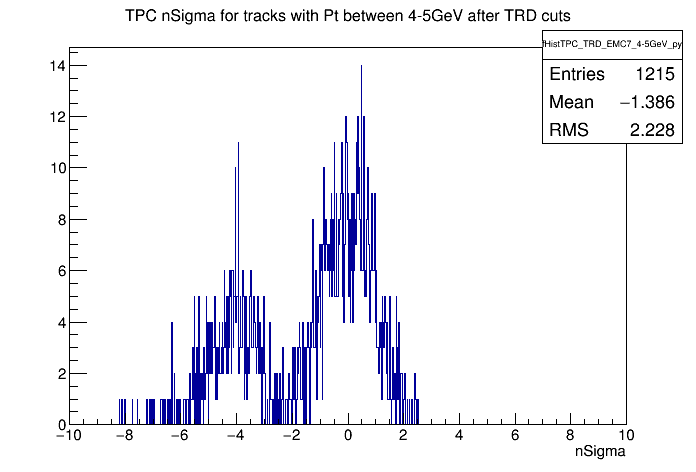 TPC nSigma for tracks with Pt between 4-5GeV after TRD cuts
fHistTPC_TRD_EMC7_4-5GeV_py
Entries 1215
Mean −1.386
RMS 2.228
14
12
10
8
6
4
2
0
−10 −8 −6 −4 −2 0 2 4 6 8 10
nSigma